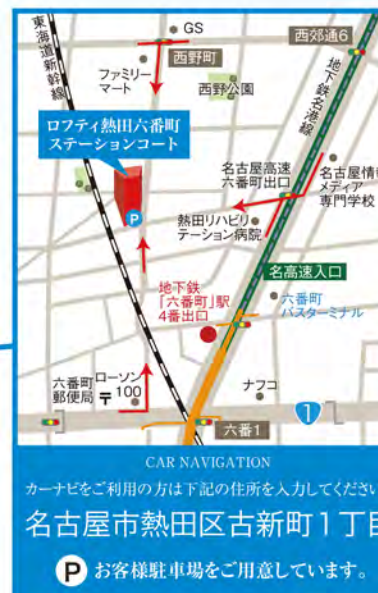 東海道新幹線
GS
西郊通6
西野町
ファミリー
マート
西野公園
地下鉄名港線
ロフティ熱田六番町
ステーションコート
名古屋高速
六番町出口
名古屋情
メディア
専門学校
P
熱田リハビリ
テーション病院
名高速入口
地下鉄
「六番町」駅
4番出口
六番町
バスターミナル
六番町
郵便局
〒
ローソン
100
ナフコ
1
六番1
CAR NAVIGATION
カーナビをご利用の方は下記の住所を入力してくださ
名古屋市熱田区古新町1丁目
P お客様駐車場をご用意しています。